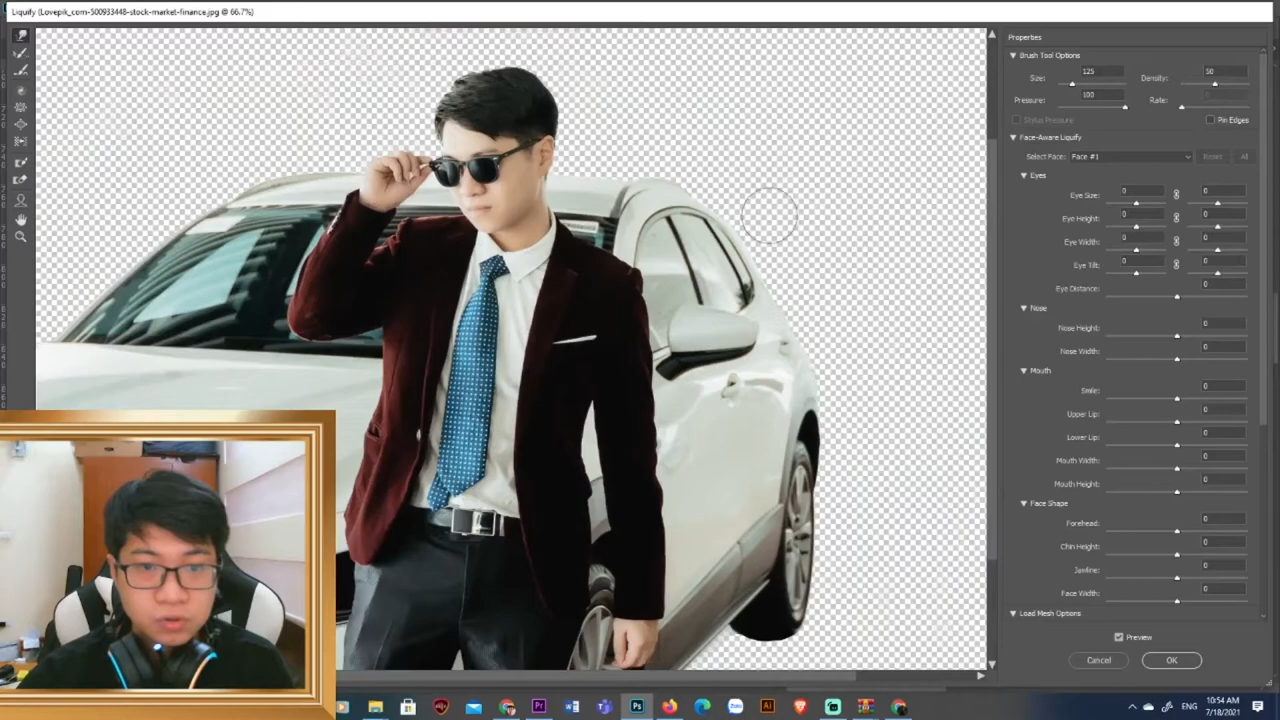 Liquify (Lovepik_com-500933448-stock-market-finance.jpg @ 66.7%)
Properties
Brush Tool Options
Size: 125 Density: 50
Pressure: 100 Rate:
Stylus Pressure Pin Edges
Face-Aware Liquify
Select Face: Face #1 Reset All
Eyes
Eye Size: 0 0
Eye Height: 0 0
Eye Width: 0 0
Eye Tilt: 0 0
Eye Distance: 0
Nose
Nose Height: 0
Nose Width: 0
Mouth
Smile: 0
Upper Lip: 0
Lower Lip: 0
Mouth Width: 0
Mouth Height: 0
Face Shape
Forehead: 0
Chin Height: 0
Jawline: 0
Face Width: 0
Load Mesh Options
Preview
Cancel OK
Pr Ps Zalo Ai
ENG
10:54 AM
7/18/2021